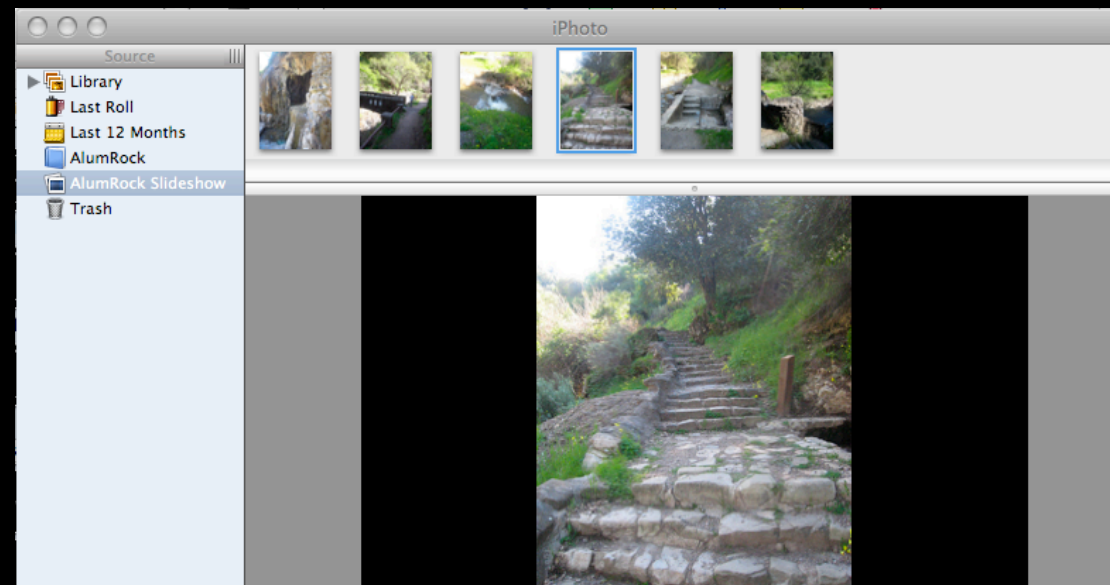 iPhoto
Source
Library
Last Roll
Last 12 Months
AlumRock
AlumRock Slideshow
Trash